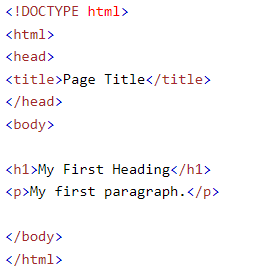 <!DOCTYPE html>
<html>
<head>
<title>Page Title</title>
</head>
<body>
<h1>My First Heading</h1>
<p>My first paragraph.</p>
</body>
</html>